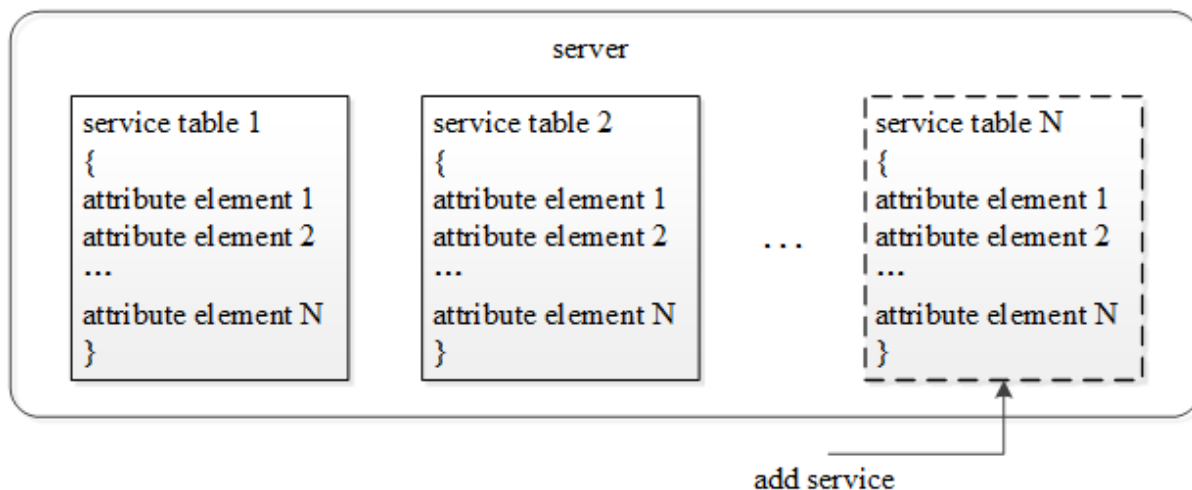 server
service table 1
{
attribute element 1
attribute element 2
...
attribute element N
}
service table 2
{
attribute element 1
attribute element 2
...
attribute element N
}
...
service table N
{
attribute element 1
attribute element 2
...
attribute element N
}
add service